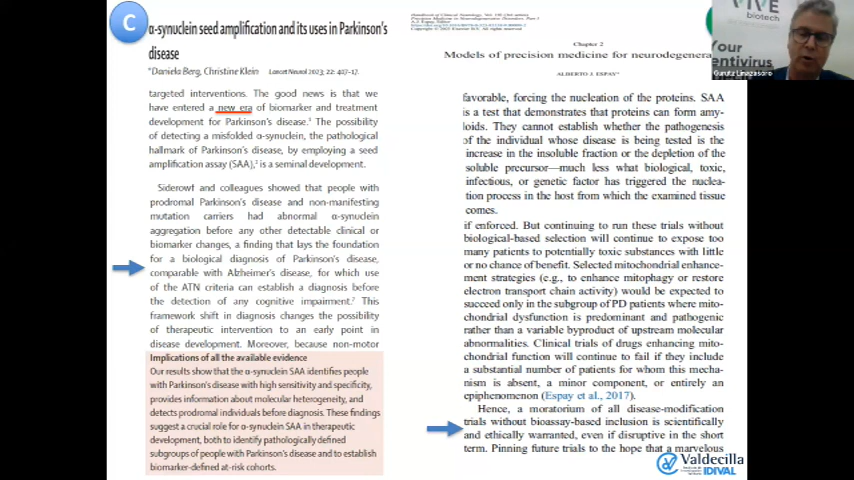 C
α-synuclein seed amplification and its uses in Parkinson's
disease
*Daniela Berg, Christine Klein Lancet Neurol 2023; 22: 417-17.
targeted interventions. The good news is that we
have entered a new era of biomarker and treatment
development for Parkinson's disease.¹ The possibility
of detecting a misfolded α-synuclein, the pathological
hallmark of Parkinson's disease, by employing a seed
amplification assay (SAA),² is a seminal development.
Siderowf and colleagues showed that people with
prodromal Parkinson's disease and non-manifesting
mutation carriers had abnormal α-synuclein
aggregation before any other detectable clinical or
biomarker changes, a finding that lays the foundation
for a biological diagnosis of Parkinson's disease,
comparable with Alzheimer's disease, for which use
of the ATN criteria can establish a diagnosis before
the detection of any cognitive impairment.⁷ This
framework shift in diagnosis changes the possibility
of therapeutic intervention to an early point in
disease development. Moreover, because non-motor
Implications of all the available evidence
Our results show that the α-synuclein SAA identifies people
with Parkinson's disease with high sensitivity and specificity,
provides information about molecular heterogeneity, and
detects prodromal individuals before diagnosis. These findings
suggest a crucial role for α-synuclein SAA in therapeutic
development, both to identify pathologically defined
subgroups of people with Parkinson's disease and to establish
biomarker-defined at-risk cohorts.
Chapter 2
Models of precision medicine for neurodegenera
ALBERTO J. ESPAY*
favorable, forcing the nucleation of the proteins. SAA
is a test that demonstrates that proteins can form amy-
loids. They cannot establish whether the pathogenesis
of the individual whose disease is being tested is the
increase in the insoluble fraction or the depletion of the
soluble precursor—much less what biological, toxic,
infectious, or genetic factor has triggered the nuclea-
tion process in the host from which the examined tissue
comes.
if enforced. But continuing to run these trials without
biological-based selection will continue to expose too
many patients to potentially toxic substances with little
or no chance of benefit. Selected mitochondrial enhance-
ment strategies (e.g., to enhance mitophagy or restore
electron transport chain activity) would be expected to
succeed only in the subgroup of PD patients where mito-
chondrial dysfunction is predominant and pathogenic
rather than a variable byproduct of upstream molecular
abnormalities. Clinical trials of drugs enhancing mito-
chondrial function will continue to fail if they include
a substantial number of patients for whom this mecha-
nism is absent, a minor component, or entirely an
epiphenomenon (Espay et al., 2017).
Hence, a moratorium of all disease-modification
trials without bioassay-based inclusion is scientifically
and ethically warranted, even if disruptive in the short
term. Pinning future trials to the hope that a marvelous
Valdecilla
IDIVAL
VIVE
biotech
Your
lentivirus
Gurutz Linazasoro